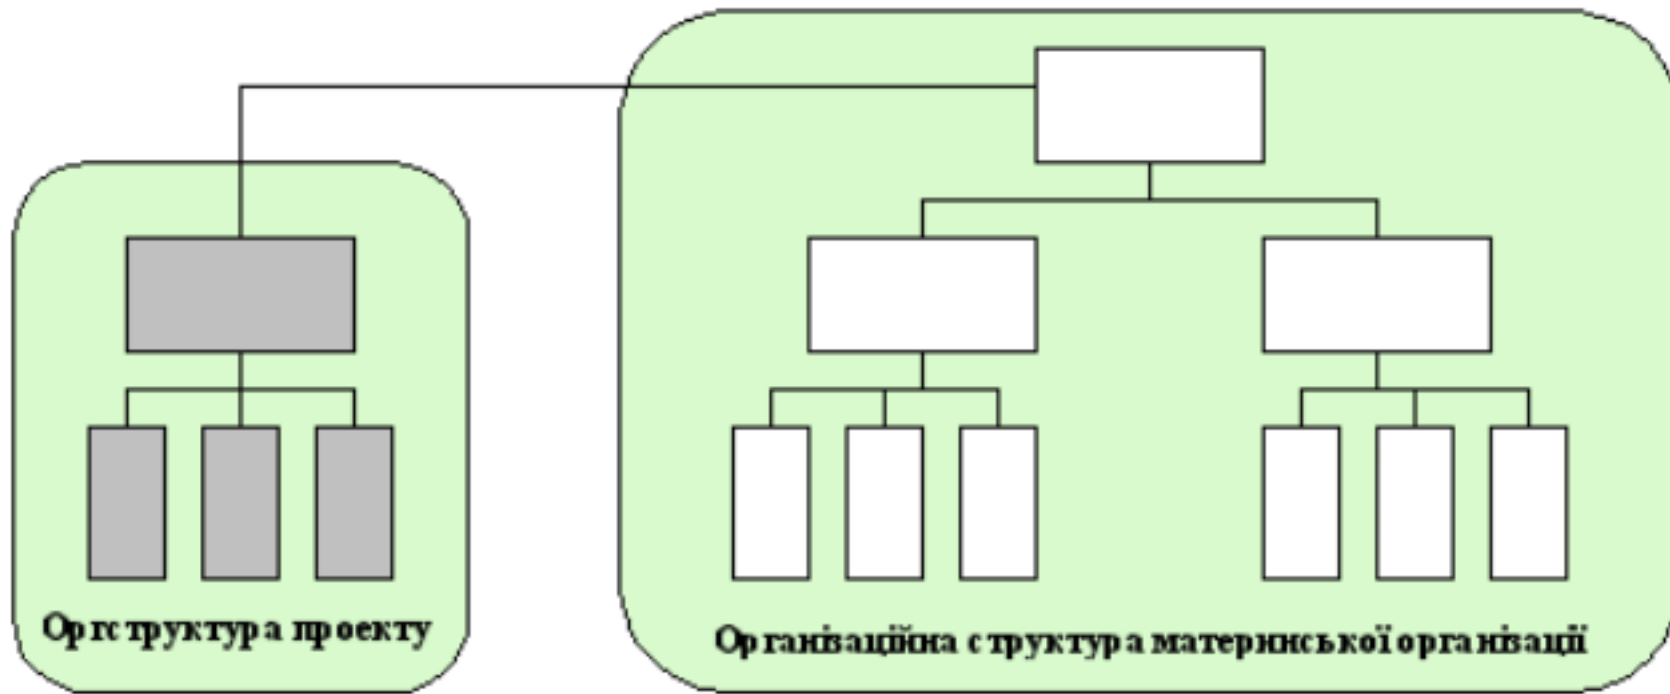 Оргструктура проекту
Організаційна структура материнської організації